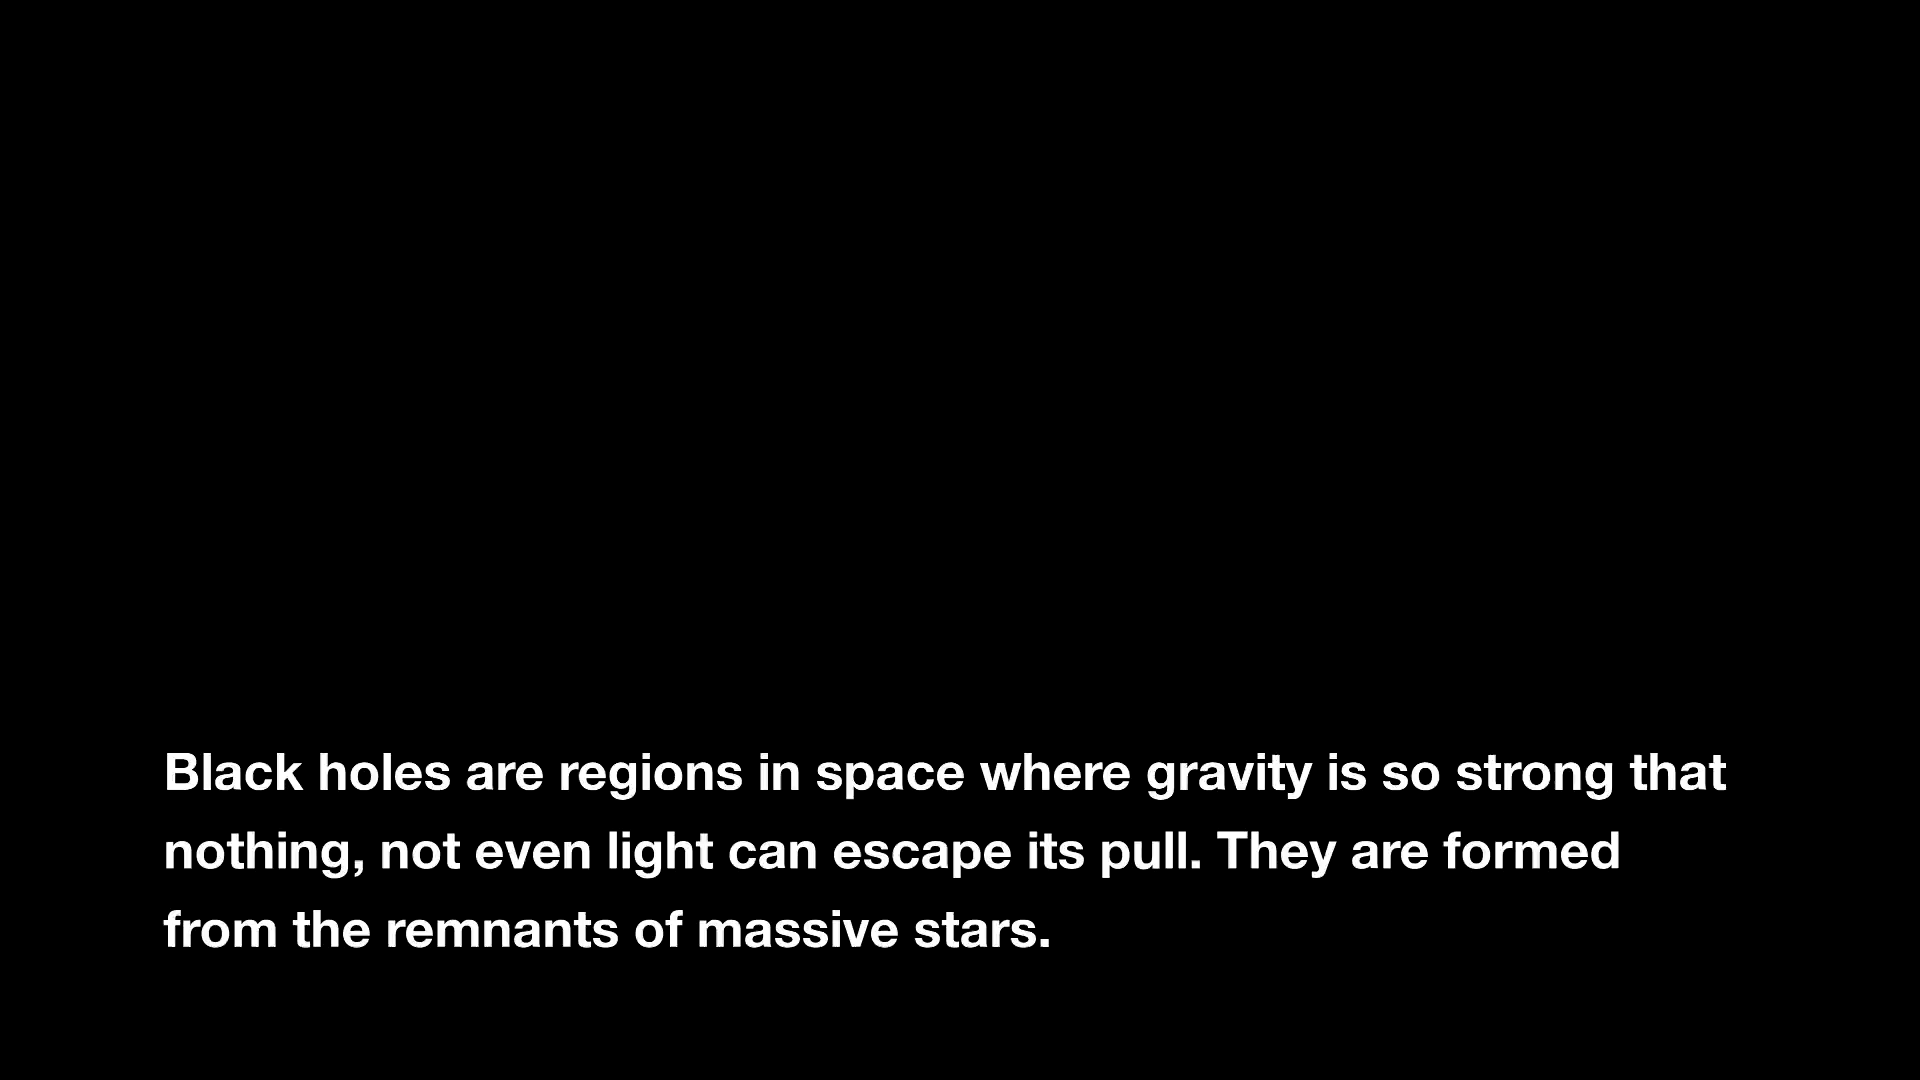 Black holes are regions in space where gravity is so strong that
nothing, not even light can escape its pull. They are formed
from the remnants of massive stars.